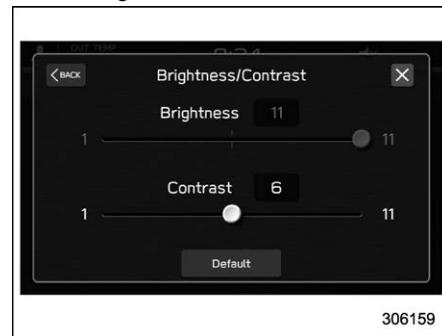 OUT TEMP
BACK
Brightness/Contrast
Brightness 11
1 11
Contrast 6
1 11
Default
306159